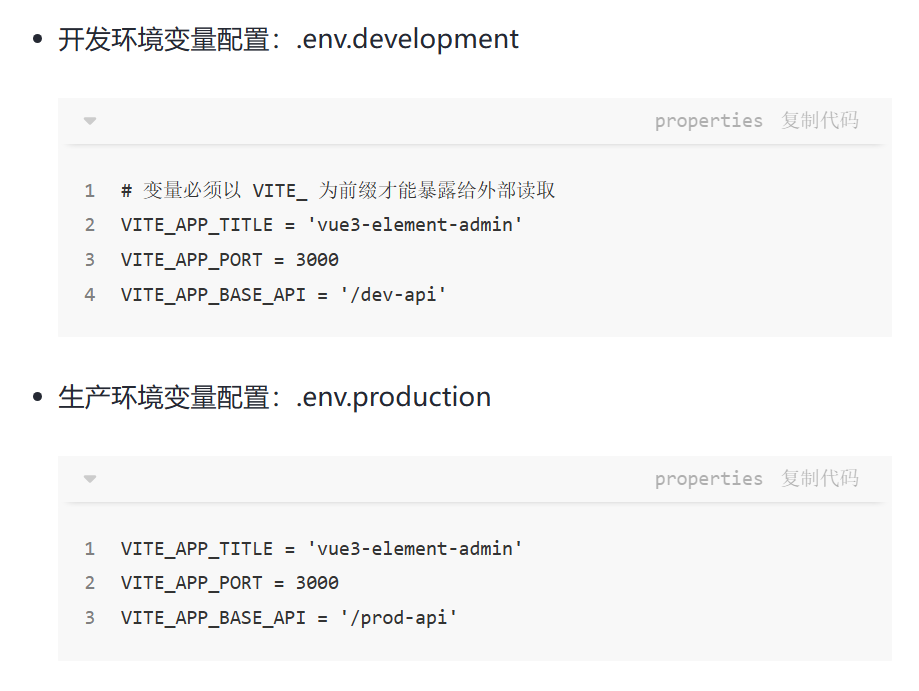 开发环境变量配置：.env.development
properties 复制代码
1 # 变量必须以 VITE_ 为前缀才能暴露给外部读取
2 VITE_APP_TITLE = 'vue3-element-admin'
3 VITE_APP_PORT = 3000
4 VITE_APP_BASE_API = '/dev-api'
生产环境变量配置：.env.production
properties 复制代码
1 VITE_APP_TITLE = 'vue3-element-admin'
2 VITE_APP_PORT = 3000
3 VITE_APP_BASE_API = '/prod-api'